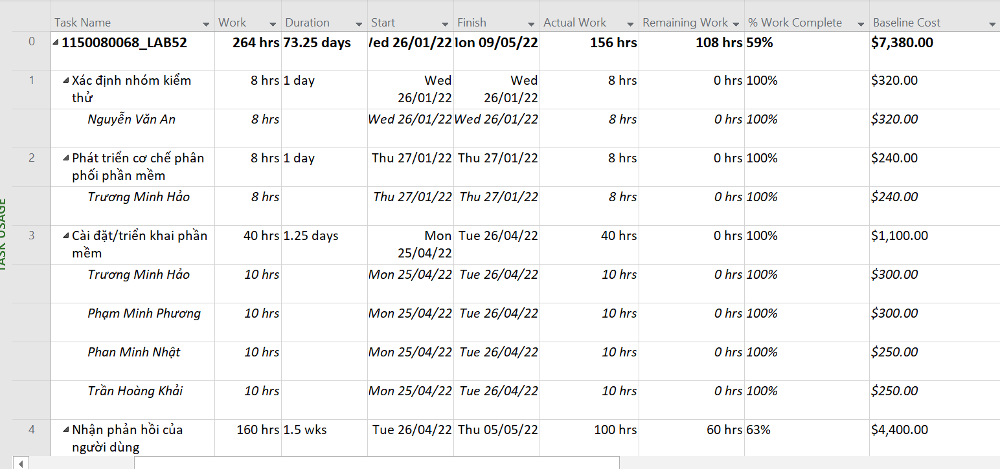 Task Name Work Duration Start Finish Actual Work Remaining Work % Work Complete Baseline Cost
0 1150080068_LAB52 264 hrs 73.25 days Wed 26/01/22 Mon 09/05/22 156 hrs 108 hrs 59% $7,380.00
1 Xác định nhóm kiểm 8 hrs 1 day Wed Wed 8 hrs 0 hrs 100% $320.00
thử 26/01/22 26/01/22
Nguyễn Văn An 8 hrs Wed 26/01/22 Wed 26/01/22 8 hrs 0 hrs 100% $320.00
2 Phát triển cơ chế phân 8 hrs 1 day Thu 27/01/22 Thu 27/01/22 8 hrs 0 hrs 100% $240.00
phối phần mềm
Trương Minh Hảo 8 hrs Thu 27/01/22 Thu 27/01/22 8 hrs 0 hrs 100% $240.00
3 Cài đặt/triển khai phần 40 hrs 1.25 days Mon Tue 26/04/22 40 hrs 0 hrs 100% $1,100.00
mềm 25/04/22
Trương Minh Hảo 10 hrs Mon 25/04/22 Tue 26/04/22 10 hrs 0 hrs 100% $300.00
Phạm Minh Phương 10 hrs Mon 25/04/22 Tue 26/04/22 10 hrs 0 hrs 100% $300.00
Phan Minh Nhật 10 hrs Mon 25/04/22 Tue 26/04/22 10 hrs 0 hrs 100% $250.00
Trần Hoàng Khải 10 hrs Mon 25/04/22 Tue 26/04/22 10 hrs 0 hrs 100% $250.00
4 Nhận phản hồi của 160 hrs 1.5 wks Tue 26/04/22 Thu 05/05/22 100 hrs 60 hrs 63% $4,400.00
người dùng
TASK USAGE